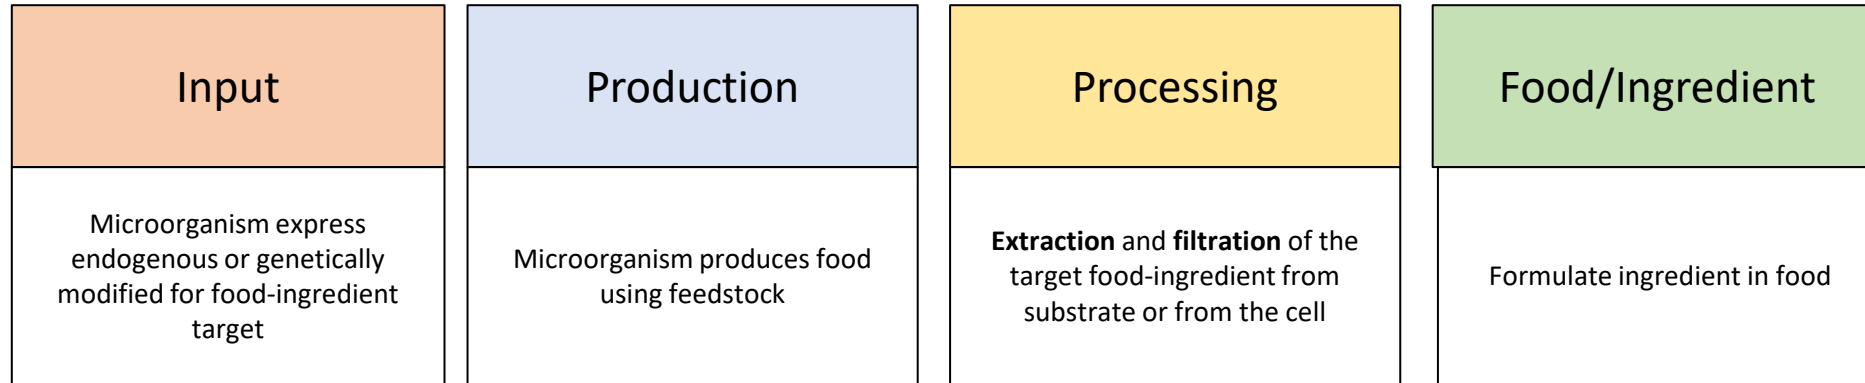 Input
Microorganism express
endogenous or genetically
modified for food-ingredient
target
Production
Microorganism produces food
using feedstock
Processing
Extraction and filtration of the
target food-ingredient from
substrate or from the cell
Food/Ingredient
Formulate ingredient in food